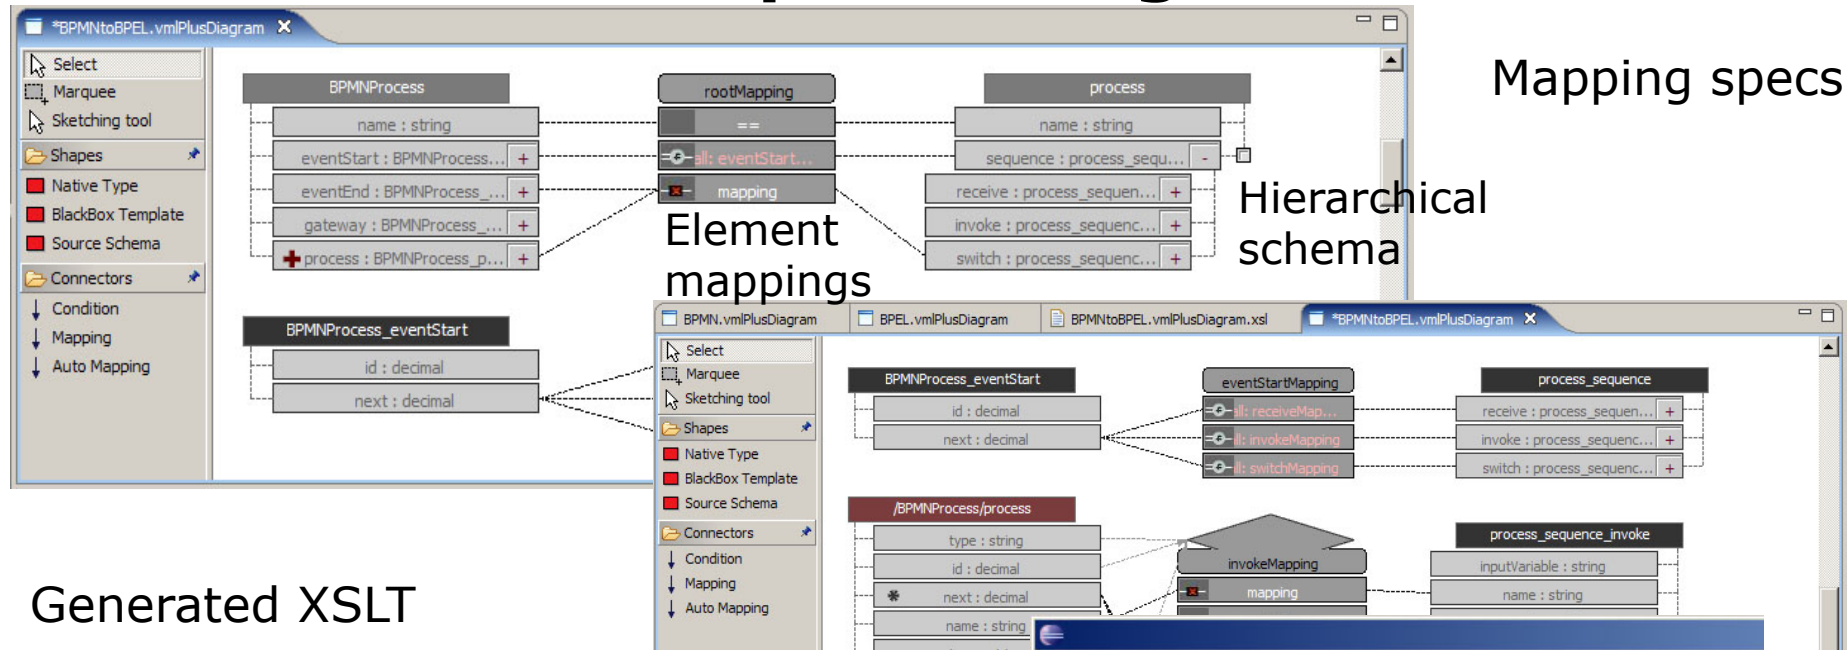 *BPMNtoBPEL.vmlPlusDiagram
Select
Marquee
Sketching tool
Shapes
Native Type
BlackBox Template
Source Schema
Connectors
Condition
Mapping
Auto Mapping
BPMNProcess
name : string
eventStart : BPMNProcess... +
eventEnd : BPMNProcess_... +
gateway : BPMNProcess_... +
process : BPMNProcess_p... +
rootMapping
==
all: eventStart...
mapping
process
name : string
sequence : process_sequ... -
receive : process_sequen... +
invoke : process_sequenc... +
switch : process_sequenc... +
Mapping specs
Hierarchical
schema
Element
mappings
BPMNProcess_eventStart
id : decimal
next : decimal
BPMN.vmlPlusDiagram
BPEL.vmlPlusDiagram
BPMNtoBPEL.vmlPlusDiagram.xsl
*BPMNtoBPEL.vmlPlusDiagram
Select
Marquee
Sketching tool
Shapes
Native Type
BlackBox Template
Source Schema
Connectors
Condition
Mapping
Auto Mapping
BPMNProcess_eventStart
id : decimal
next : decimal
eventStartMapping
all: receiveMap...
all: invokeMapping
all: switchMapping
process_sequence
receive : process_sequen... +
invoke : process_sequenc... +
switch : process_sequenc... +
/BPMNProcess/process
type : string
id : decimal
next : decimal
name : string
invokeMapping
mapping
process_sequence_invoke
inputVariable : string
name : string
Generated XSLT